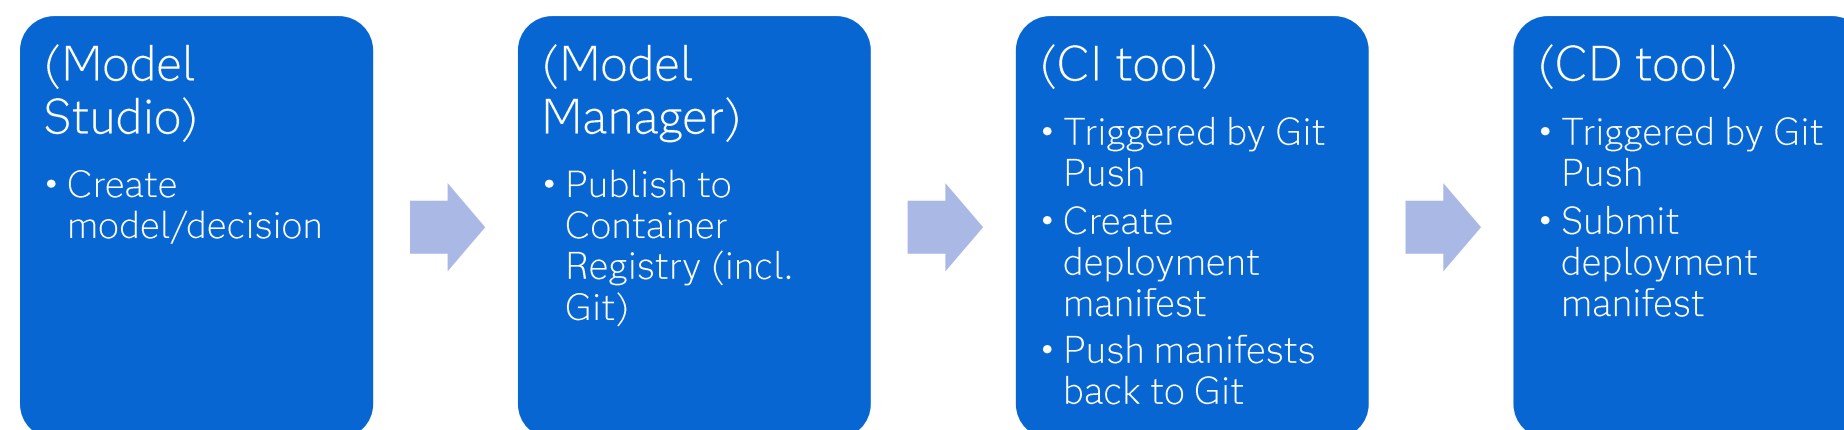 (Model
Studio)
• Create
model/decision
(Model
Manager)
• Publish to
Container
Registry (incl.
Git)
(CI tool)
• Triggered by Git
Push
• Create
deployment
manifest
• Push manifests
back to Git
(CD tool)
• Triggered by Git
Push
• Submit
deployment
manifest